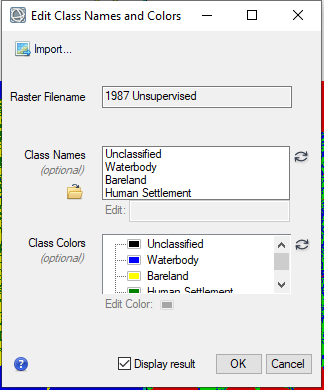 Edit Class Names and Colors
Import...
Raster Filename
1987 Unsupervised
Class Names
(optional)
Unclassified
Waterbody
Bareland
Human Settlement
Edit:
Class Colors
(optional)
Unclassified
Waterbody
Bareland
Human Settlement
Edit Color:
?
Display result
OK
Cancel